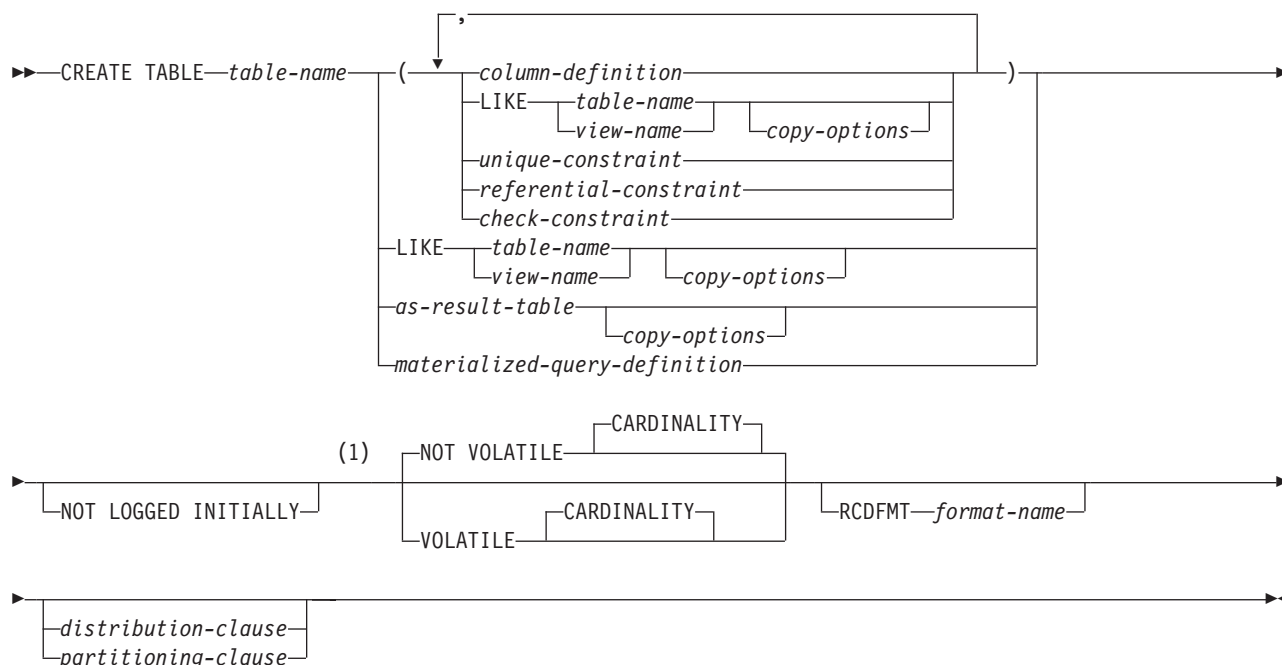 ,
CREATE TABLE table-name ( column-definition )
LIKE table-name
view-name copy-options
unique-constraint
referential-constraint
check-constraint
LIKE table-name
view-name copy-options
as-result-table
copy-options
materialized-query-definition
CARDINALITY
(1) NOT VOLATILE
NOT LOGGED INITIALLY CARDINALITY RCDFMT format-name
VOLATILE
distribution-clause
partitioning-clause